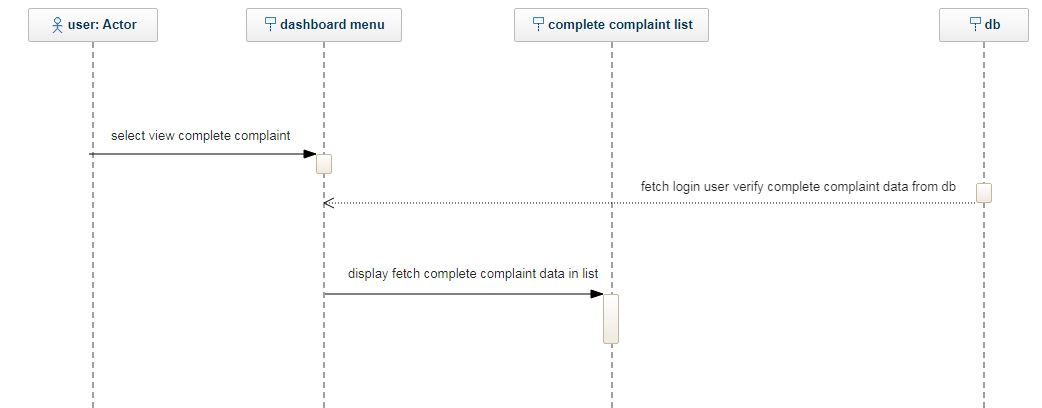 user: Actor
dashboard menu
complete complaint list
db
select view complete complaint
fetch login user verify complete complaint data from db
display fetch complete complaint data in list